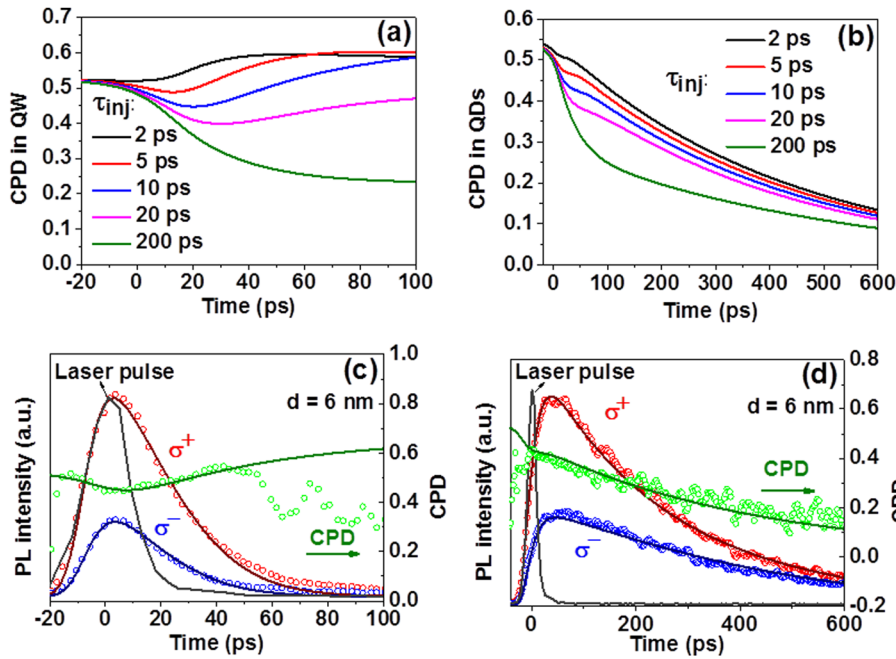 (a)
CPD in QW
0.7
0.6
0.5
0.4
0.3
0.2
0.1
0.0
τinj:
2 ps
5 ps
10 ps
20 ps
200 ps
-20 0 20 40 60 80 100
Time (ps)
(b)
CPD in QDs
0.6
0.5
0.4
0.3
0.2
0.1
0.0
τinj:
2 ps
5 ps
10 ps
20 ps
200 ps
0 100 200 300 400 500 600
Time (ps)
(c)
Laser pulse
d = 6 nm
PL intensity (a.u.)
σ+
σ−
CPD
1.0
0.8
0.6
0.4
0.2
0.0
CPD
-20 0 20 40 60 80 100
Time (ps)
(d)
Laser pulse
d = 6 nm
PL intensity (a.u.)
σ+
CPD
σ−
0.8
0.6
0.4
0.2
0.0
-0.2
CPD
0 200 400 600
Time (ps)